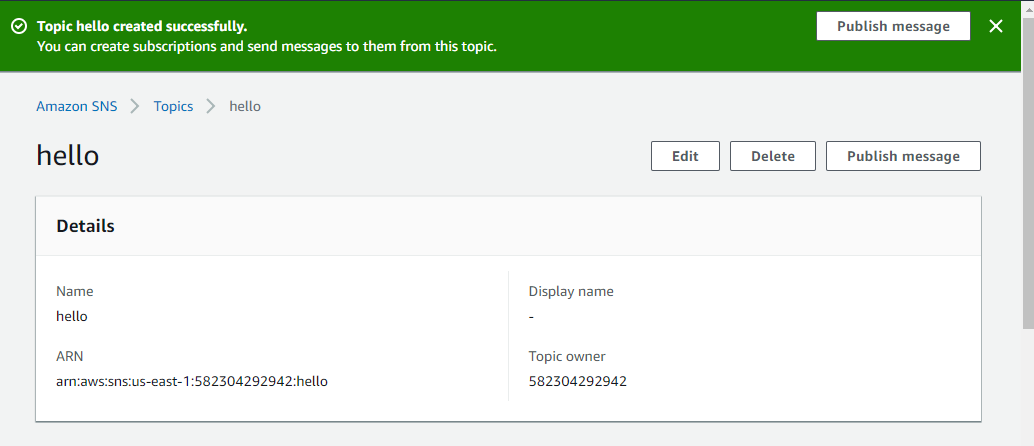 Topic hello created successfully.
You can create subscriptions and send messages to them from this topic.
Publish message
Amazon SNS
Topics
hello
hello
Edit
Delete
Publish message
Details
Name
hello
Display name
-
ARN
arn:aws:sns:us-east-1:582304292942:hello
Topic owner
582304292942